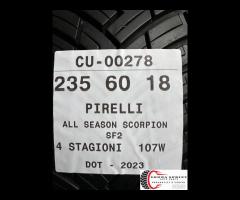 CU-00278
235 60 18
PIRELLI
ALL SEASON SCORPION
SF2
4 STAGIONI 107W
DOT - 2023